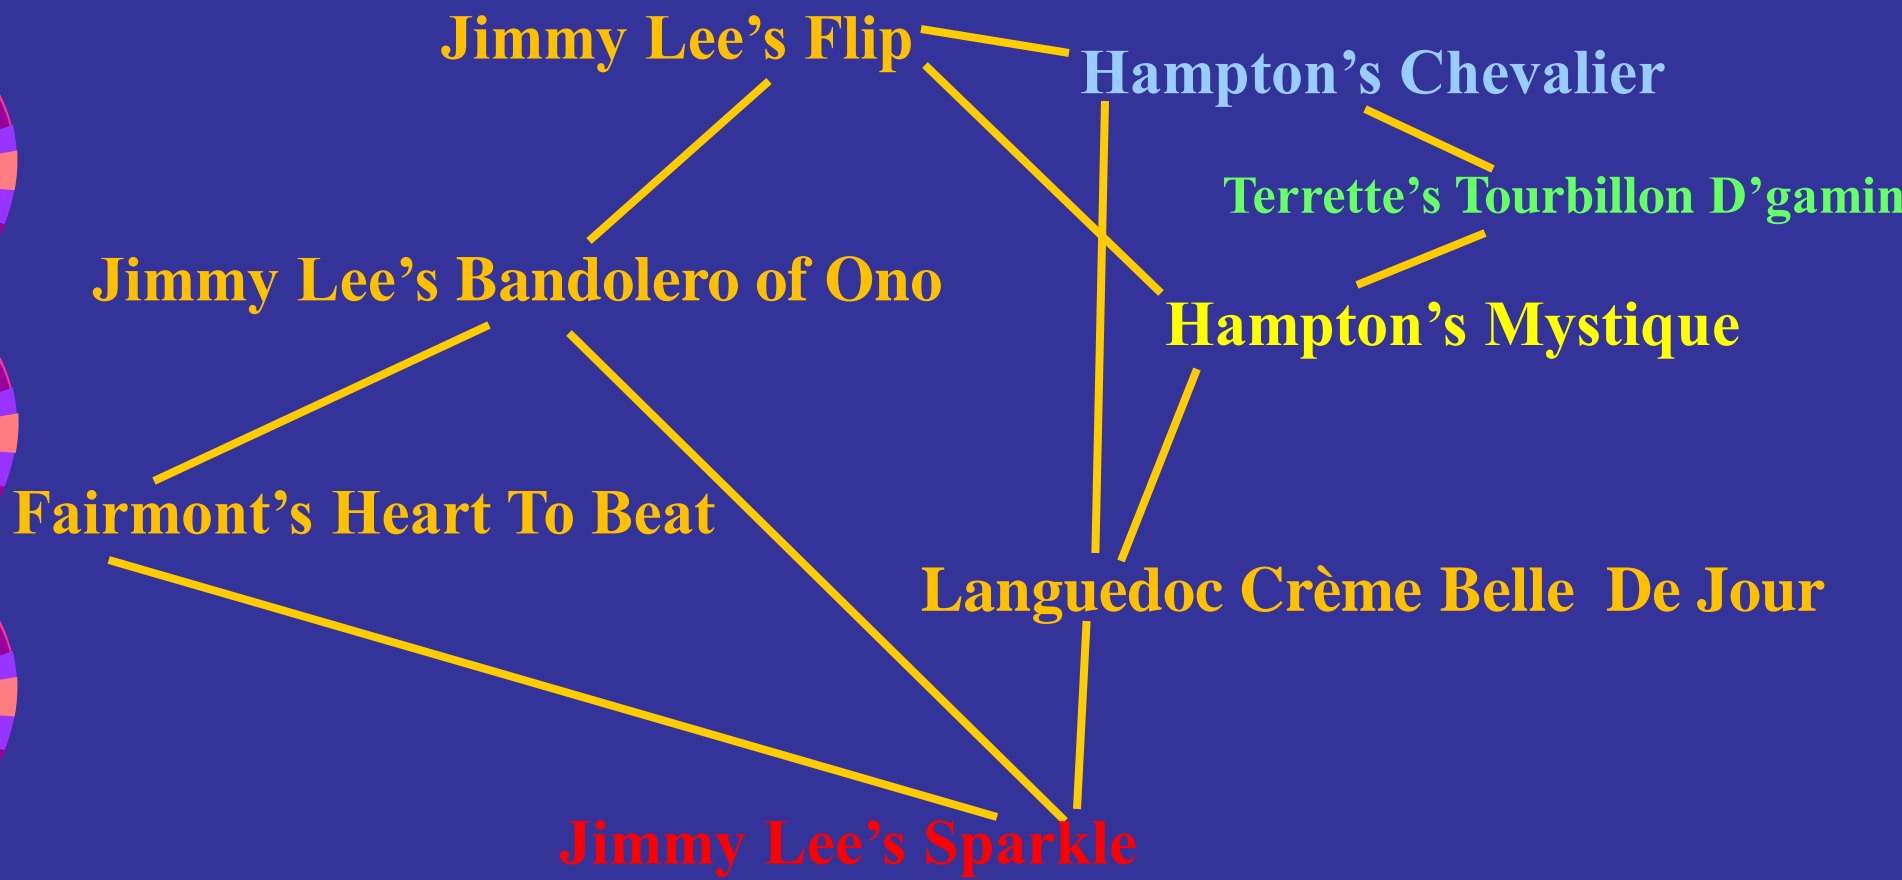 Jimmy Lee’s Flip
Hampton’s Chevalier
Terrette’s Tourbillon D’gamin
Jimmy Lee’s Bandolero of Ono
Hampton’s Mystique
Fairmont’s Heart To Beat
Languedoc Crème Belle  De Jour
Jimmy Lee’s Sparkle